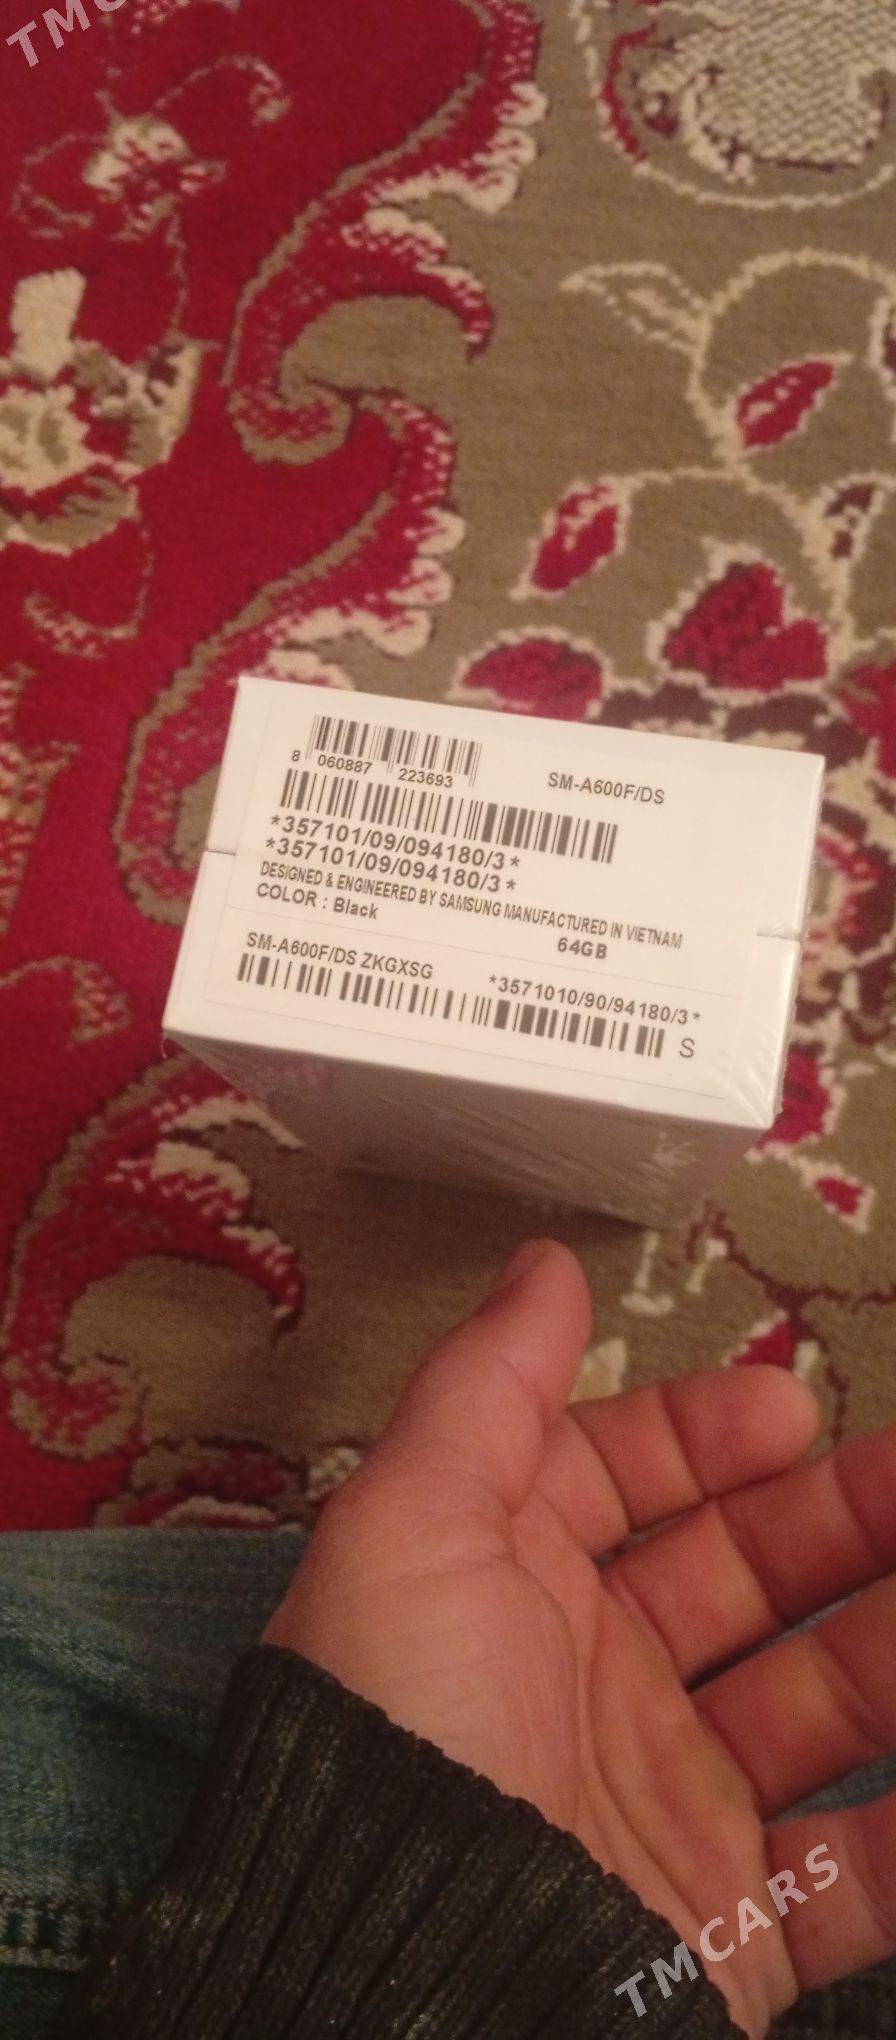 TMC
8 060887 223693
SM-A600F/DS
*357101/09/094180/3*
*357101/09/094180/3*
DESIGNED & ENGINEERED BY SAMSUNG MANUFACTURED IN VIETNAM
COLOR : Black
64GB
SM-A600F/DS ZKGXSG
*3571010/90/94180/3*
S
TMCARS